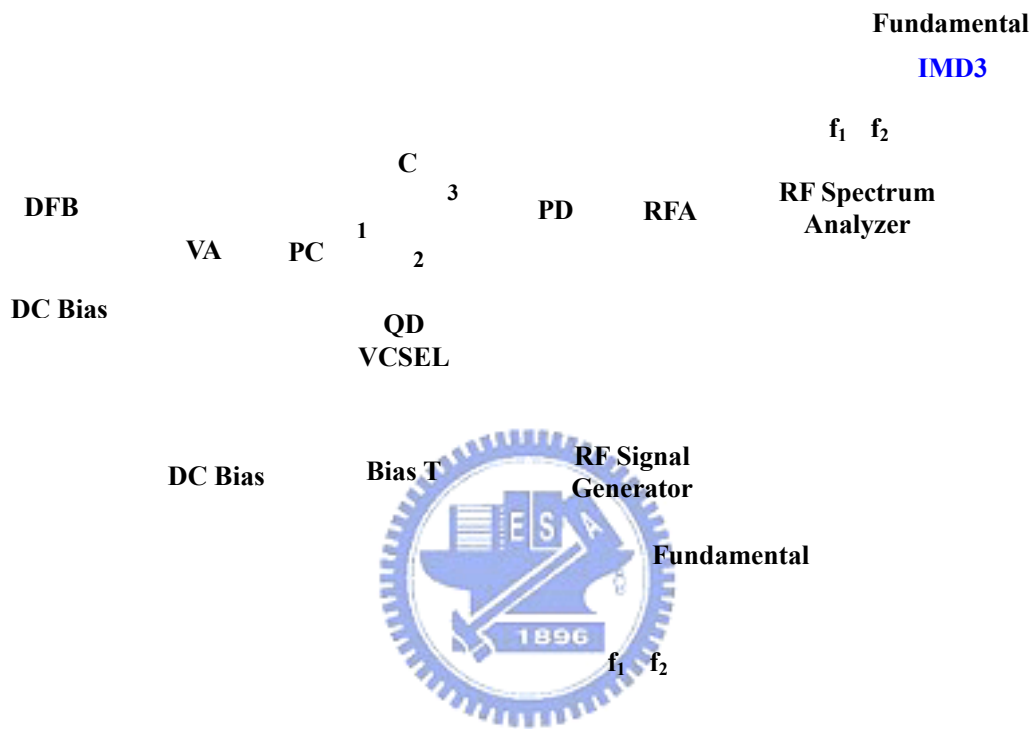 Fundamental
IMD3
f₁ f₂
C
3
DFB
PD
RFA
RF Spectrum
Analyzer
1
VA
PC
2
DC Bias
QD
VCSEL
DC Bias
Bias T
RF Signal
Generator
E S A
Fundamental
1896
f₁ f₂